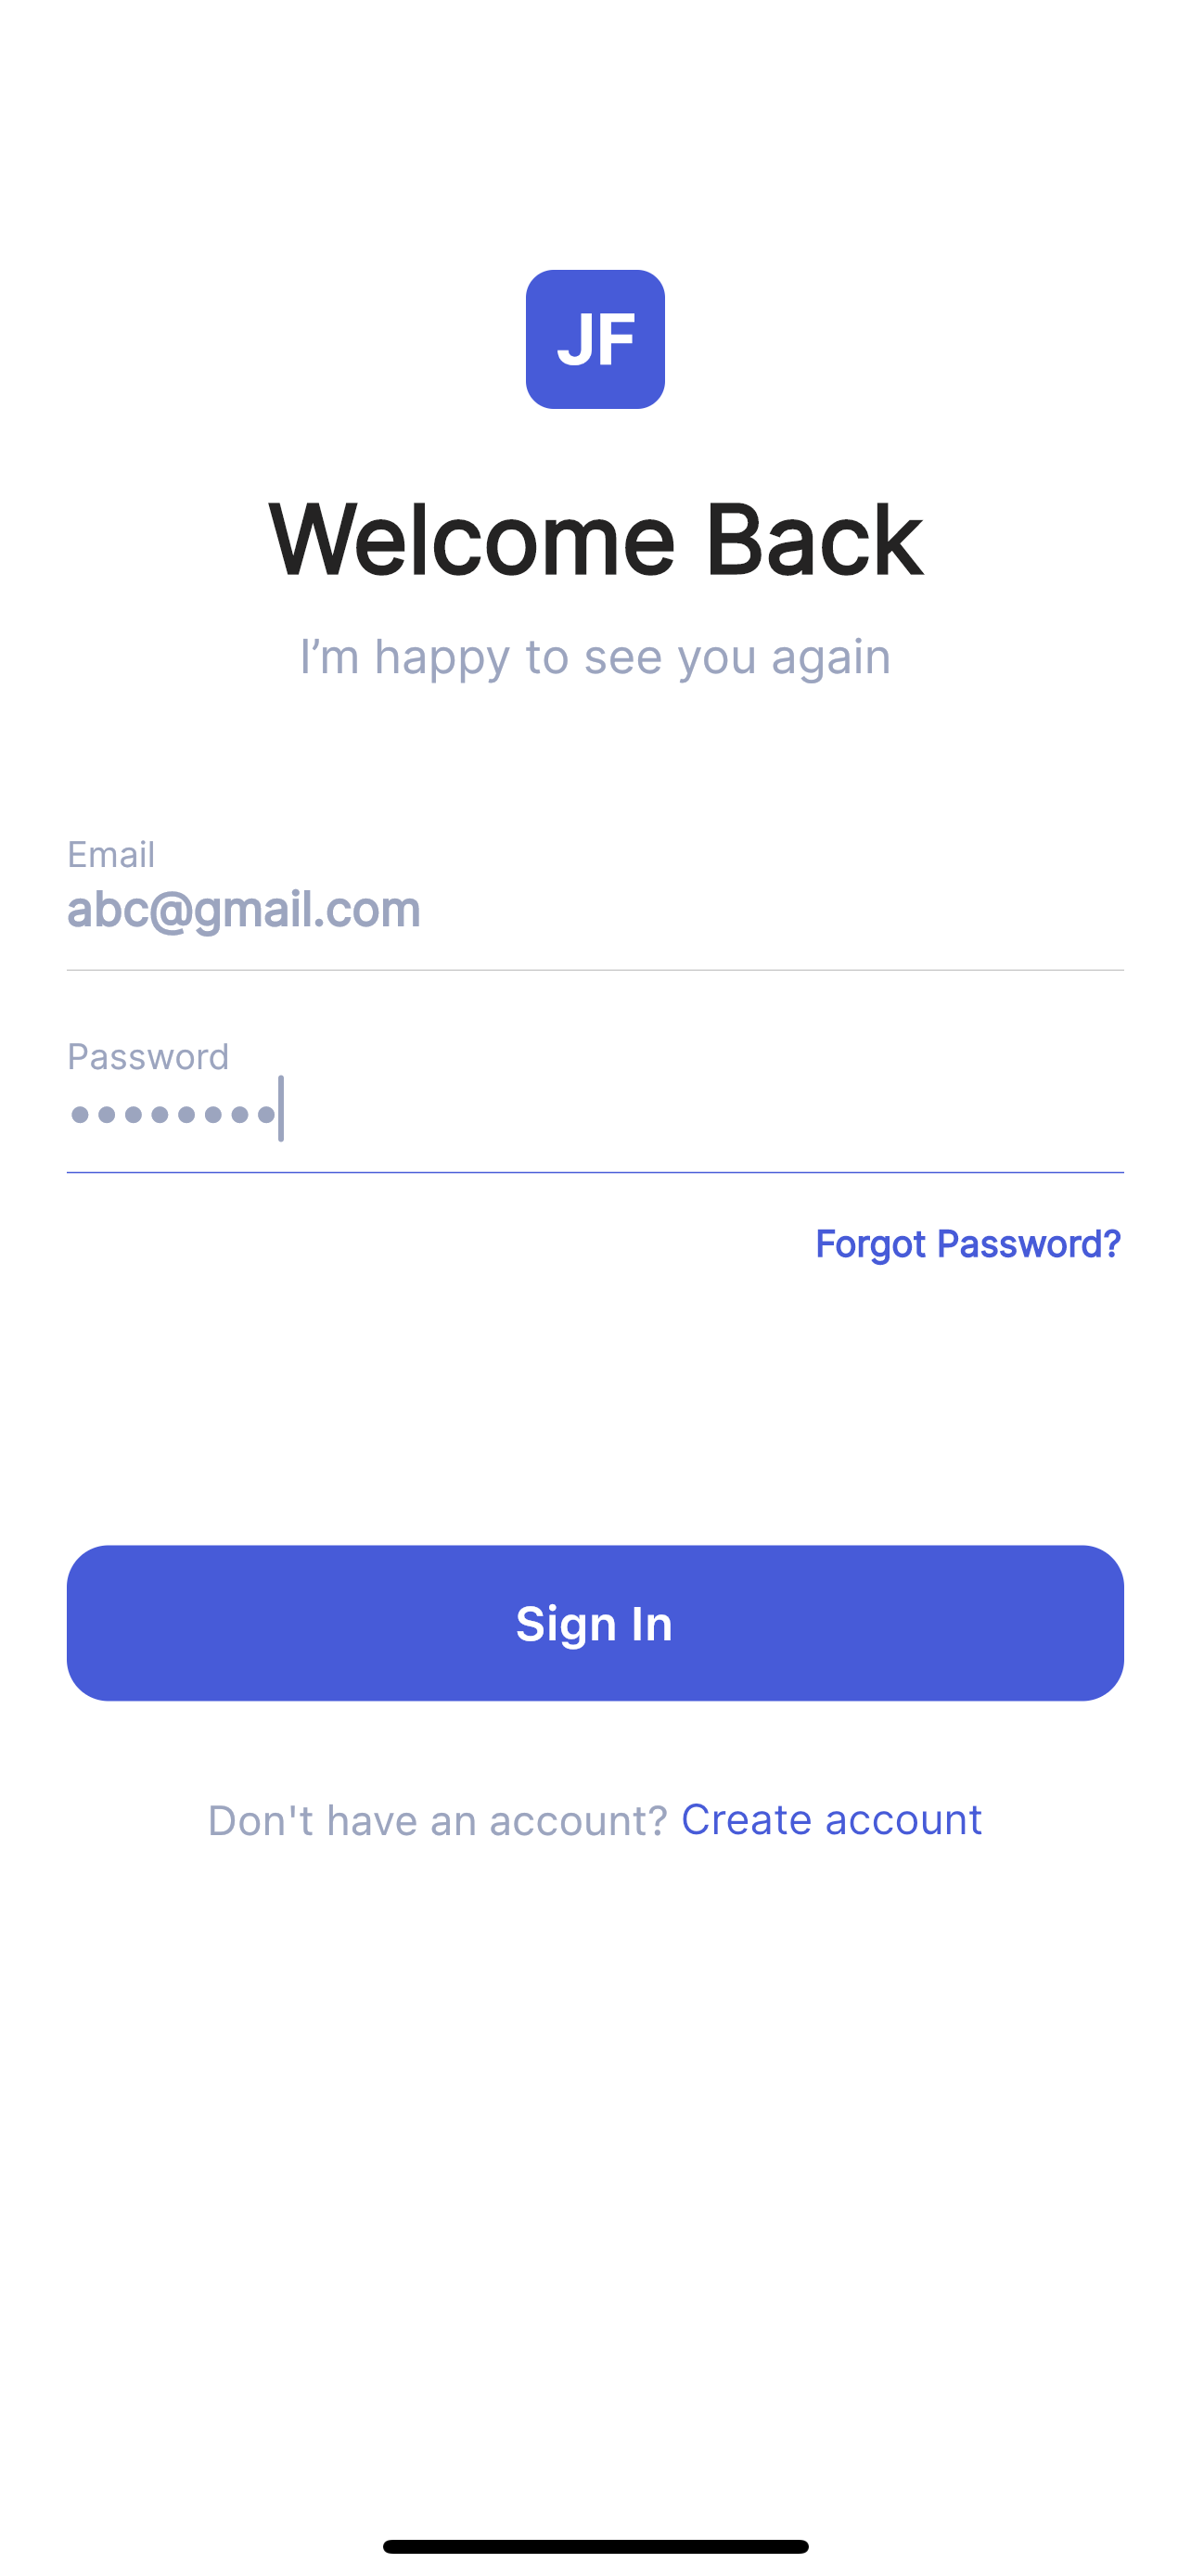 JF
Welcome Back
I’m happy to see you again
Email
abc@gmail.com
Password
••••••••
Forgot Password?
Sign In
Don't have an account? Create account